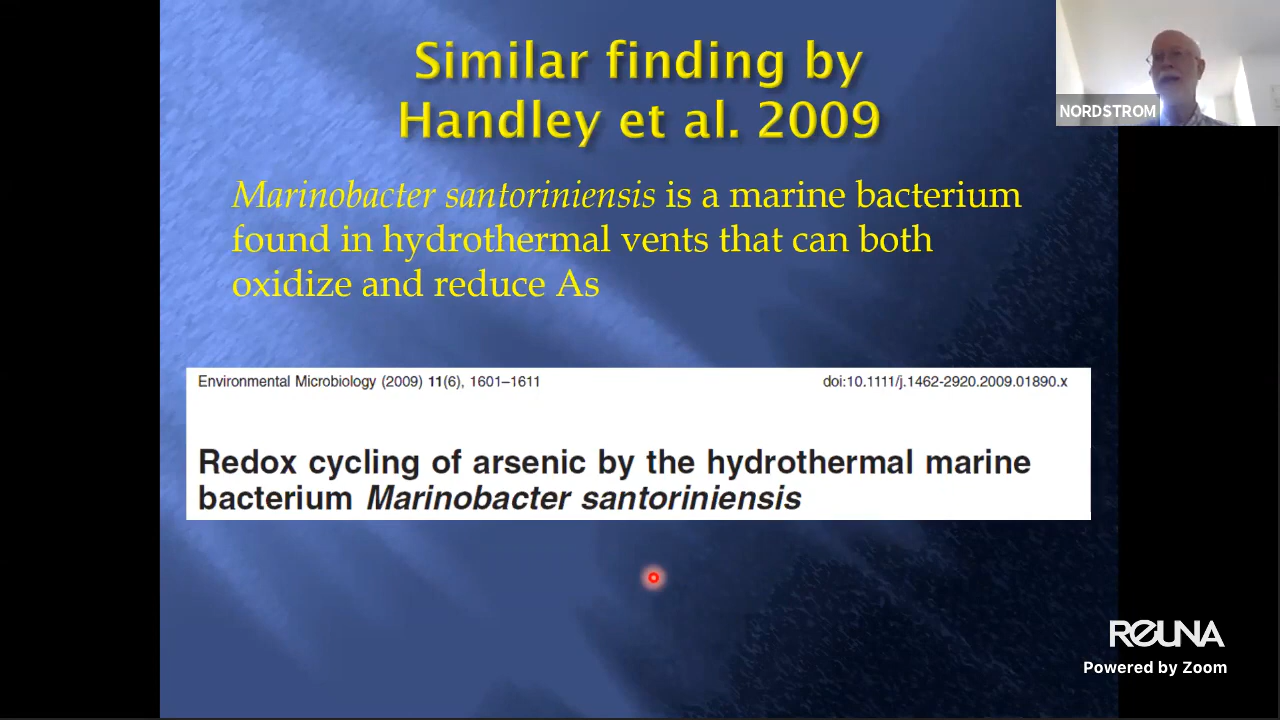 Similar finding by
Handley et al. 2009
NORDSTROM
Marinobacter santoriniensis is a marine bacterium
found in hydrothermal vents that can both
oxidize and reduce As
Environmental Microbiology (2009) 11(6), 1601–1611
doi:10.1111/j.1462-2920.2009.01890.x
Redox cycling of arsenic by the hydrothermal marine
bacterium Marinobacter santoriniensis
REUNA
Powered by Zoom